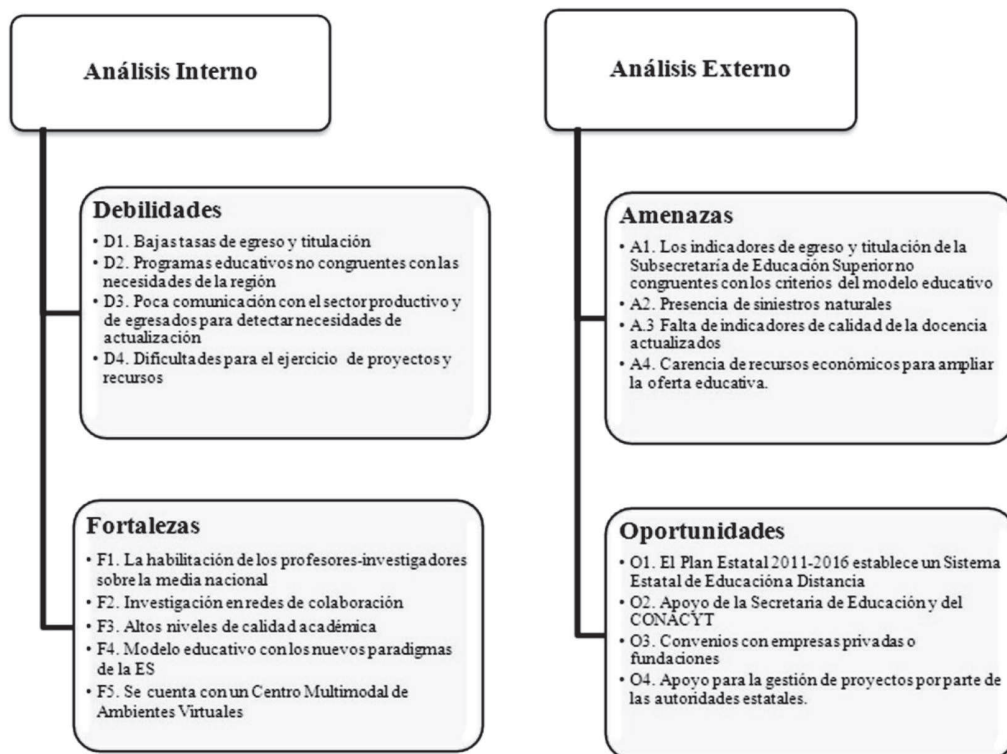 Análisis Interno
Debilidades
• D1. Bajas tasas de egreso y titulación
• D2. Programas educativos no congruentes con las
necesidades de la región
• D3. Poca comunicación con el sector productivo y
de egresados para detectar necesidades de
actualización
• D4. Dificultades para el ejercicio de proyectos y
recursos
Fortalezas
• F1. La habilitación de los profesores-investigadores
sobre la media nacional
• F2. Investigación en redes de colaboración
• F3. Altos niveles de calidad académica
• F4. Modelo educativo con los nuevos paradigmas
de la ES
• F5. Se cuenta con un Centro Multimodal de
Ambientes Virtuales
Análisis Externo
Amenazas
• A1. Los indicadores de egreso y titulación de la
Subsecretaría de Educación Superior no
congruentes con los criterios del modelo educativo
• A2. Presencia de siniestros naturales
• A.3 Falta de indicadores de calidad de la docencia
actualizados
• A4. Carencia de recursos económicos para ampliar
la oferta educativa.
Oportunidades
• O1. El Plan Estatal 2011-2016 establece un Sistema
Estatal de Educación a Distancia
• O2. Apoyo de la Secretaria de Educación y del
CONACYT
• O3. Convenios con empresas privadas o
fundaciones
• O4. Apoyo para la gestión de proyectos por parte de
las autoridades estatales.